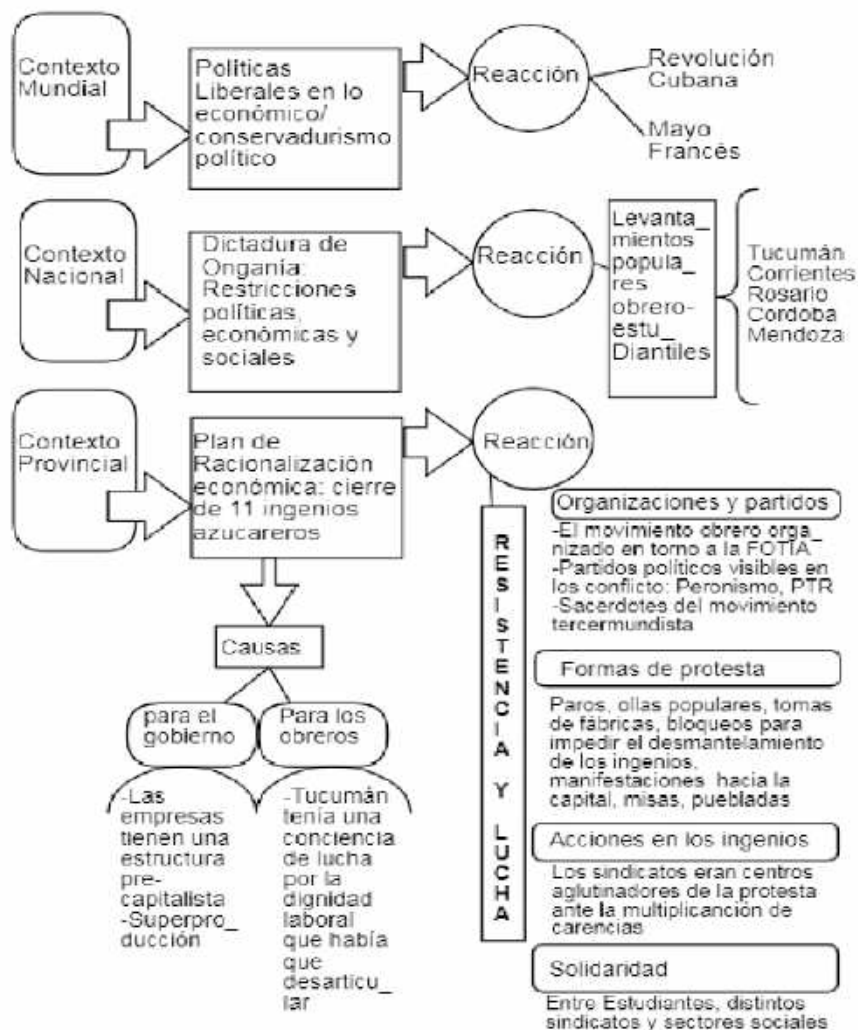 Contexto
Mundial
Políticas
Liberales en lo
económico/
conservadurismo
político
Reacción
Revolución
Cubana
Mayo
Francés
Contexto
Nacional
Dictadura de
Onganía:
Restricciones
políticas,
económicas y
sociales
Reacción
Levanta_
mientos
popula_
res
obrero-
estu_
Diantiles
Tucumán
Corrientes
Rosario
Cordoba
Mendoza
Contexto
Provincial
Plan de
Racionalización
económica: cierre
de 11 ingenios
azucareros
Reacción
Causas
para el
gobierno
Para los
obreros
-Las
empresas
tienen una
estructura
pre-
capitalista
-Superpro_
ducción
-Tucumán
tenía una
conciencia
de lucha
por la
dignidad
laboral
que había
que
desarticu_
lar
RESISTENCIA Y LUCHA
Organizaciones y partidos
-El movimiento obrero orga_
nizado en torno a la FOTIA
-Partidos políticos visibles en
los conflicto: Peronismo, PTR
-Sacerdotes del movimiento
tercermundista
Formas de protesta
Paros, ollas populares, tomas
de fábricas, bloqueos para
impedir el desmantelamiento
de los ingenios,
manifestaciones hacia la
capital, misas, puebladas
Acciones en los ingenios
Los sindicatos eran centros
aglutinadores de la protesta
ante la multiplicanción de
carencias
Solidaridad
Entre Estudiantes, distintos
sindicatos y sectores sociales